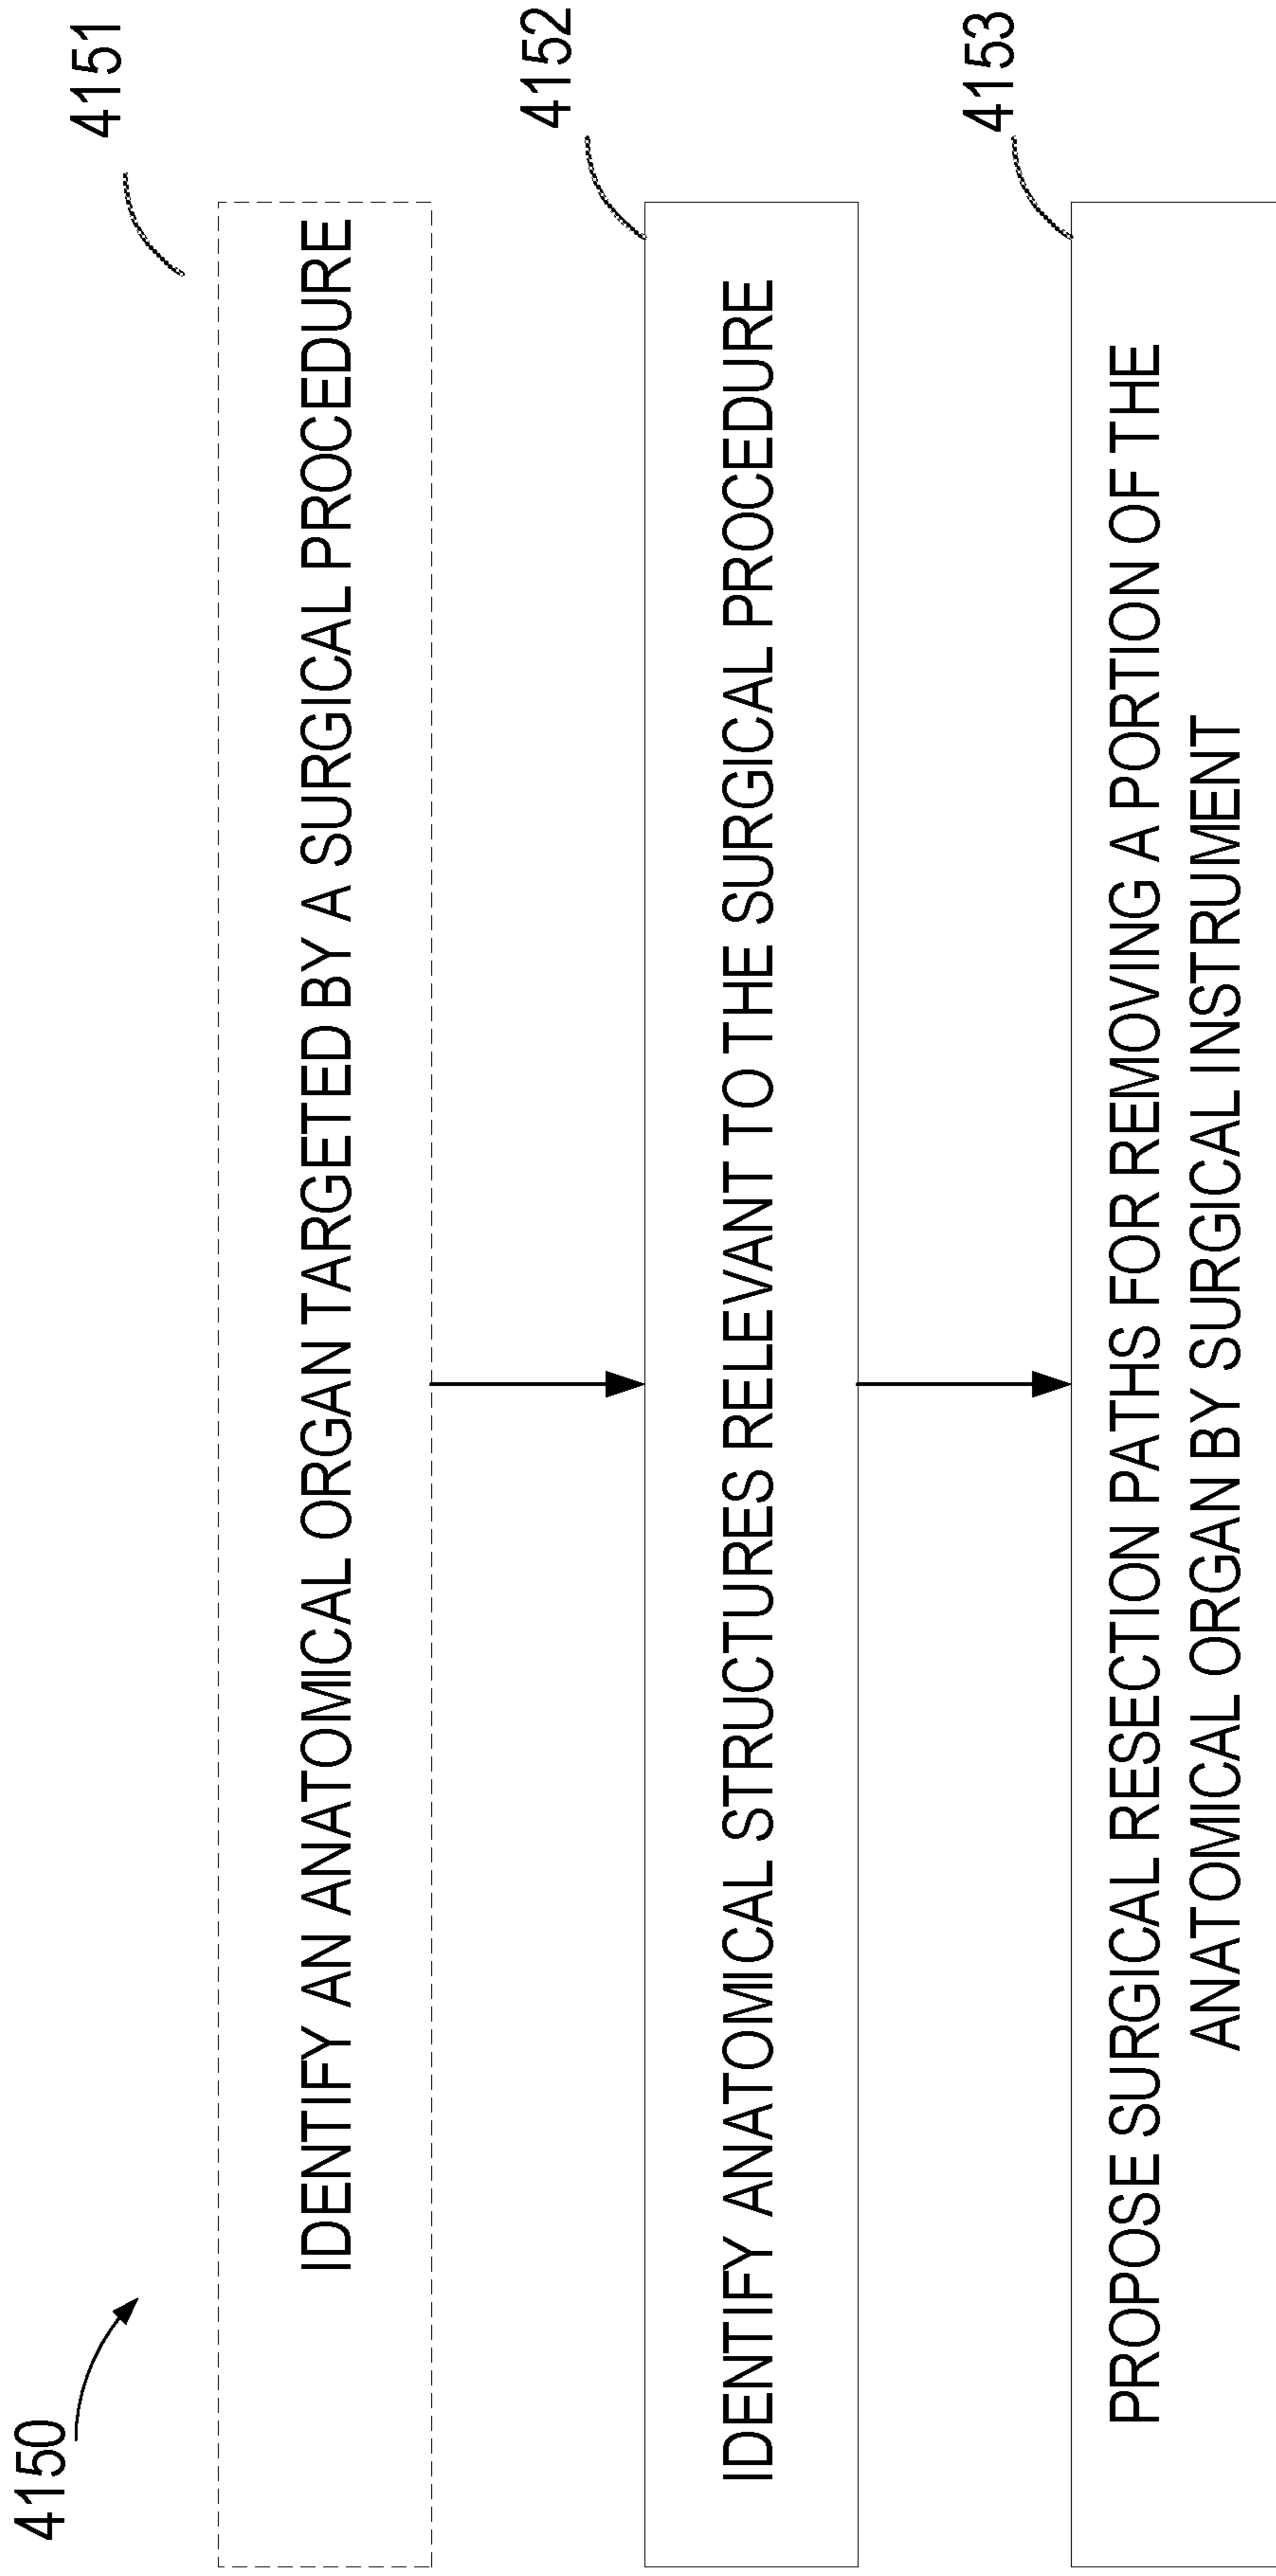 4150
4151
IDENTIFY AN ANATOMICAL ORGAN TARGETED BY A SURGICAL PROCEDURE
4152
IDENTIFY ANATOMICAL STRUCTURES RELEVANT TO THE SURGICAL PROCEDURE
4153
PROPOSE SURGICAL RESECTION PATHS FOR REMOVING A PORTION OF THE
ANATOMICAL ORGAN BY SURGICAL INSTRUMENT